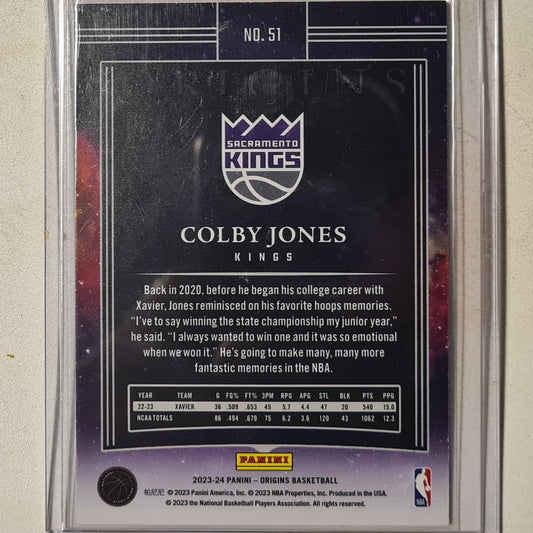 NO. 51
ORIGINS
SACRAMENTO
KINGS
COLBY JONES
KINGS
Back in 2020, before he began his college career with
Xavier, Jones reminisced on his favorite hoops memories.
“I’ve to say winning the state championship my junior year,”
he said. “I always wanted to win one and it was so emotional
when we won it.” He’s going to make many, many more
fantastic memories in the NBA.
YEAR TEAM G FG% FT% 3PM RPG APG STL BLK PTS PPG
22-23 XAVIER 36 .509 .653 45 5.7 4.4 47 20 540 15.0
NCAA TOTALS 86 .494 .679 75 6.2 3.6 120 43 1062 12.3
PANINI
2023-24 PANINI – ORIGINS BASKETBALL
帕尼尼 © 2023 Panini America, Inc. © 2023 NBA Properties, Inc. Produced in the USA.
© 2023 the National Basketball Players Association. All rights reserved.
NBA